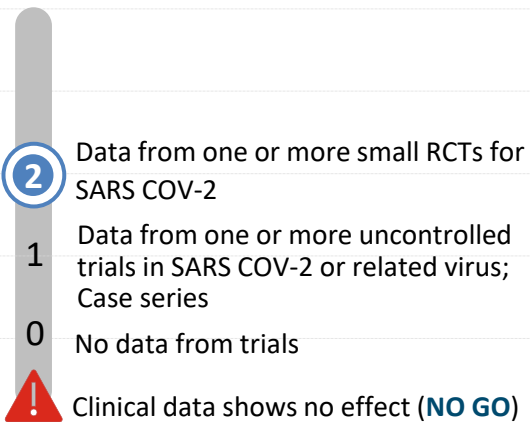 2 Data from one or more small RCTs for
SARS COV-2
1 Data from one or more uncontrolled
trials in SARS COV-2 or related virus;
Case series
0 No data from trials
! Clinical data shows no effect (NO GO)